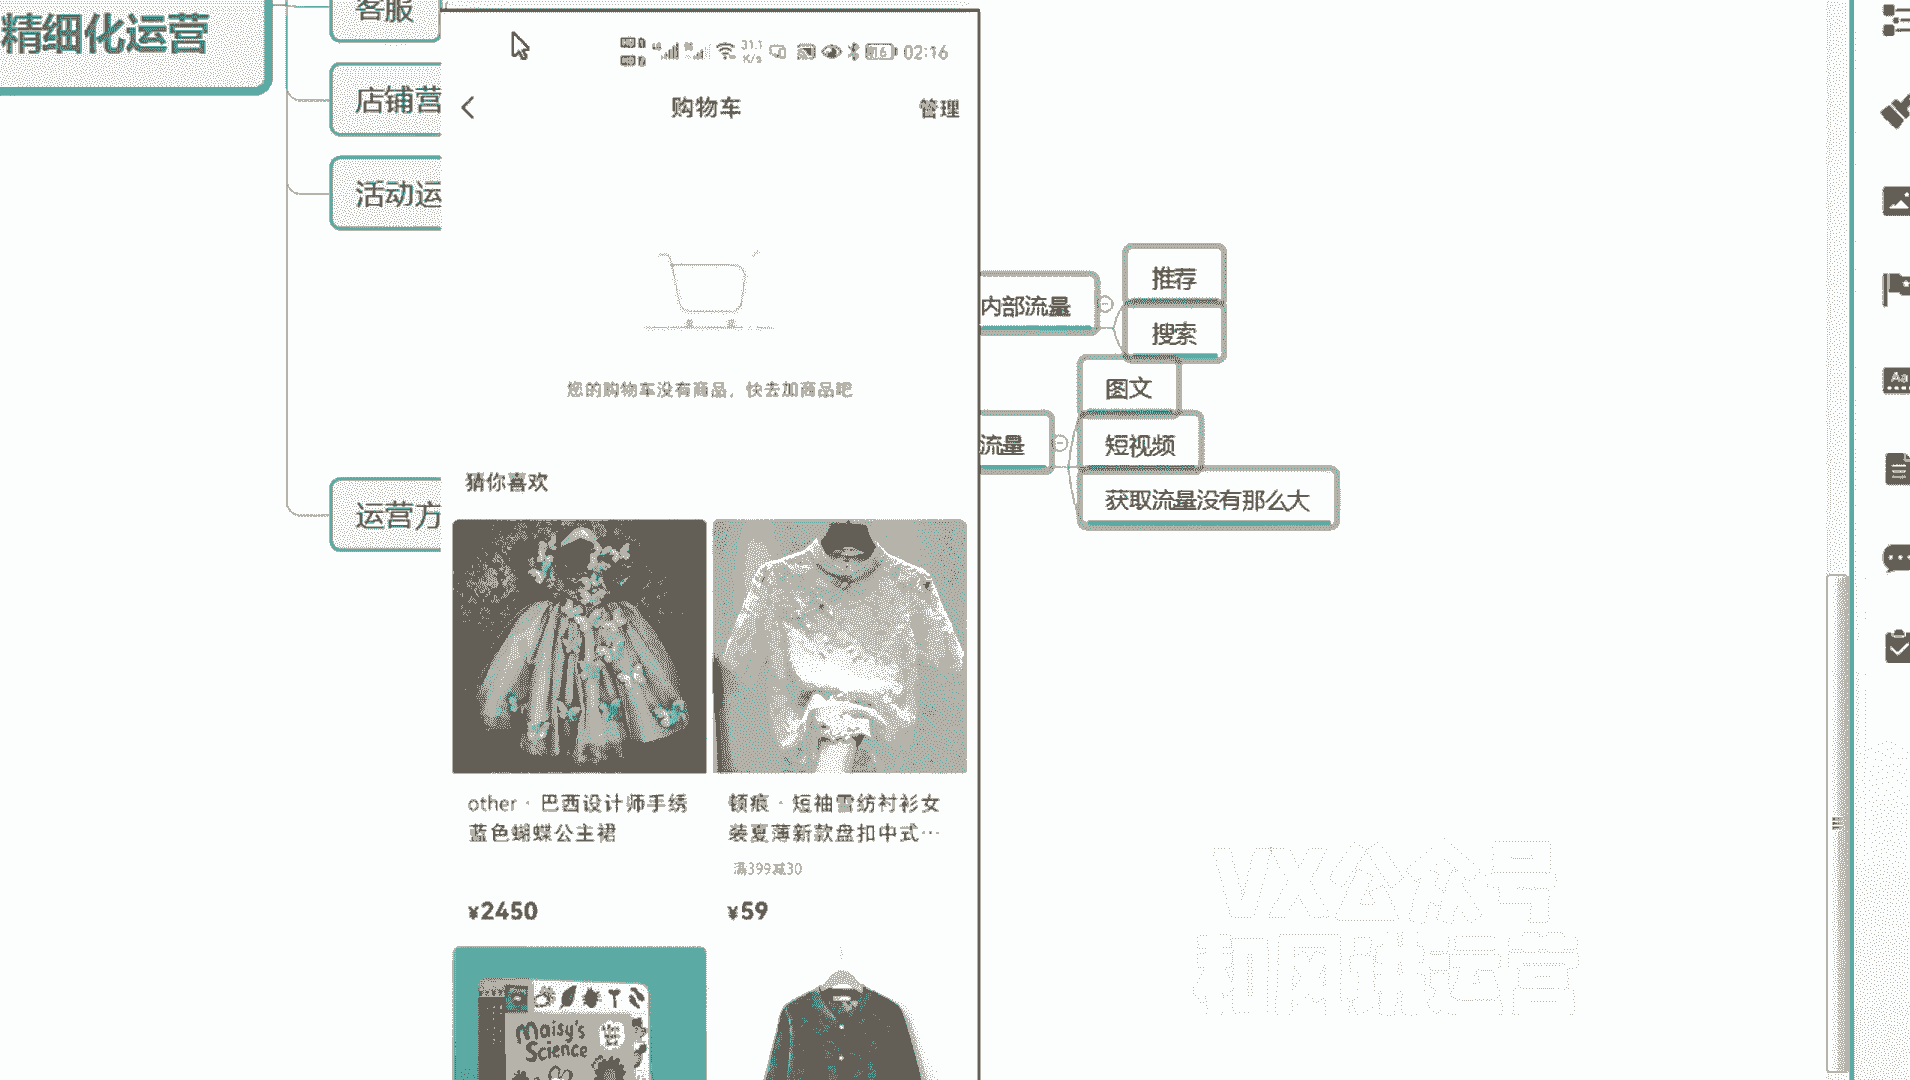 精细化运营
客服
店铺营
活动运
运营方
31.1
K/s
02:16
购物车
管理
您的购物车没有商品，快去加商品吧
猜你喜欢
other · 巴西设计师手绣
蓝色蝴蝶公主裙
¥2450
顿痕 · 短袖雪纺衬衫女
装夏薄新款盘扣中式…
满399减30
¥59
Maisy's
Science
内部流量
推荐
搜索
流量
图文
短视频
获取流量没有那么大
Aa
VX公众号
和风讲运营